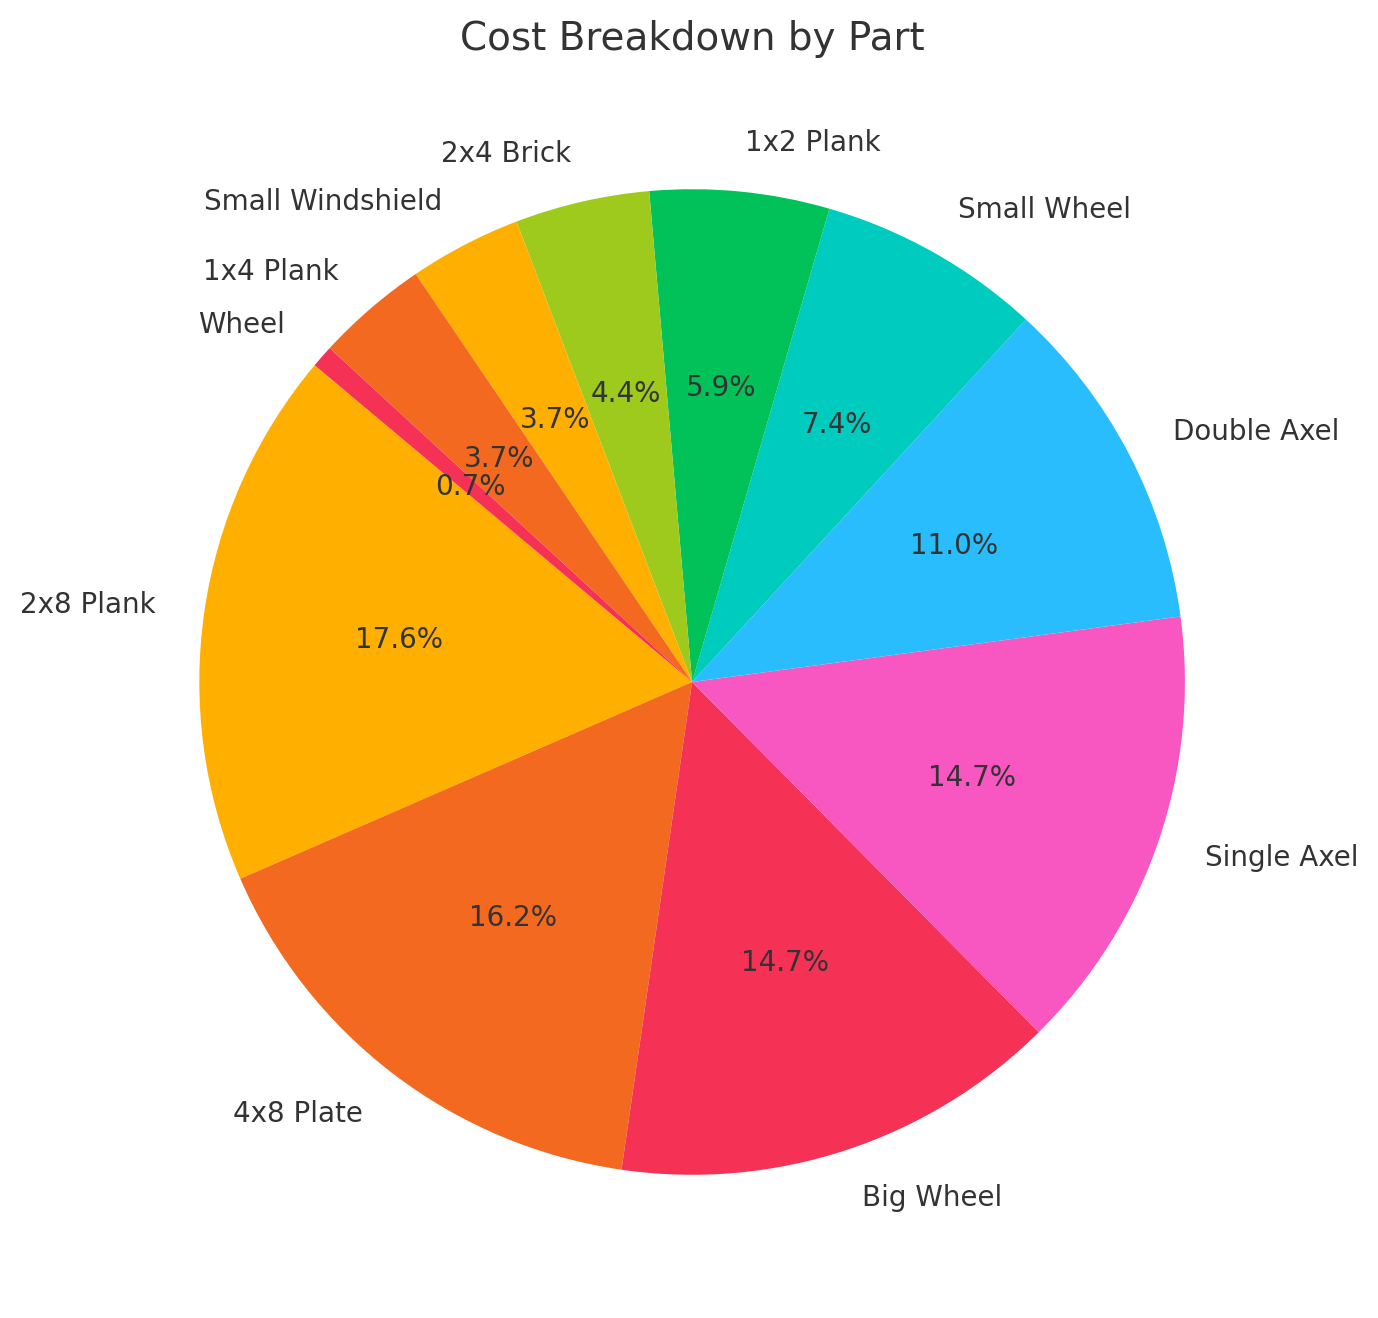 Cost Breakdown by Part
1x2 Plank
2x4 Brick
Small Windshield
Small Wheel
1x4 Plank
Wheel
5.9%
4.4%
3.7%
7.4%
Double Axel
3.7%
0.7%
11.0%
2x8 Plank
17.6%
14.7%
Single Axel
16.2%
14.7%
4x8 Plate
Big Wheel